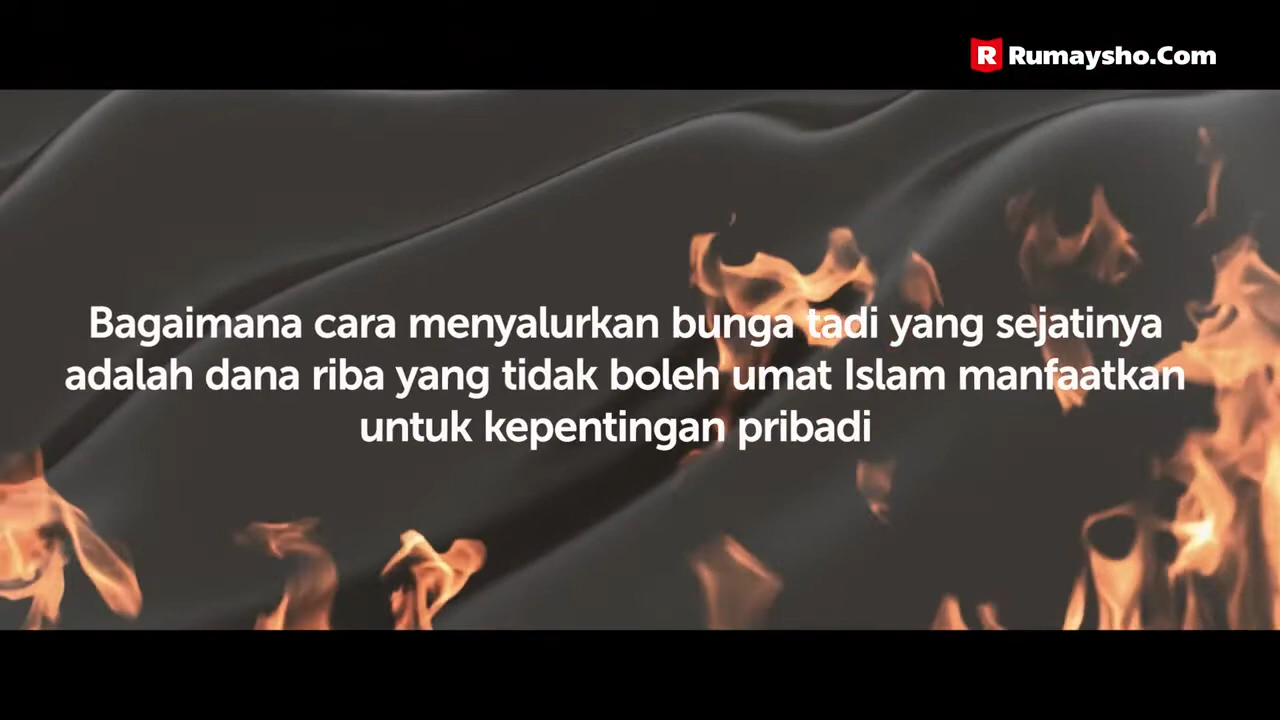 R Rumaysho.Com
Bagaimana cara menyalurkan bunga tadi yang sejatinya
adalah dana riba yang tidak boleh umat Islam manfaatkan
untuk kepentingan pribadi